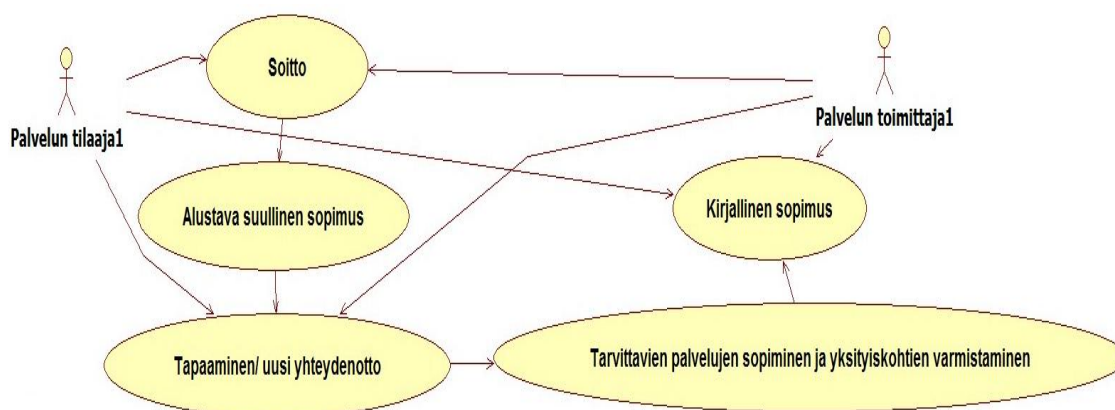 Soitto
Palvelun tilaaja1
Palvelun toimittaja1
Alustava suullinen sopimus
Kirjallinen sopimus
Tapaaminen/ uusi yhteydenotto
Tarvittavien palvelujen sopiminen ja yksityiskohtien varmistaminen